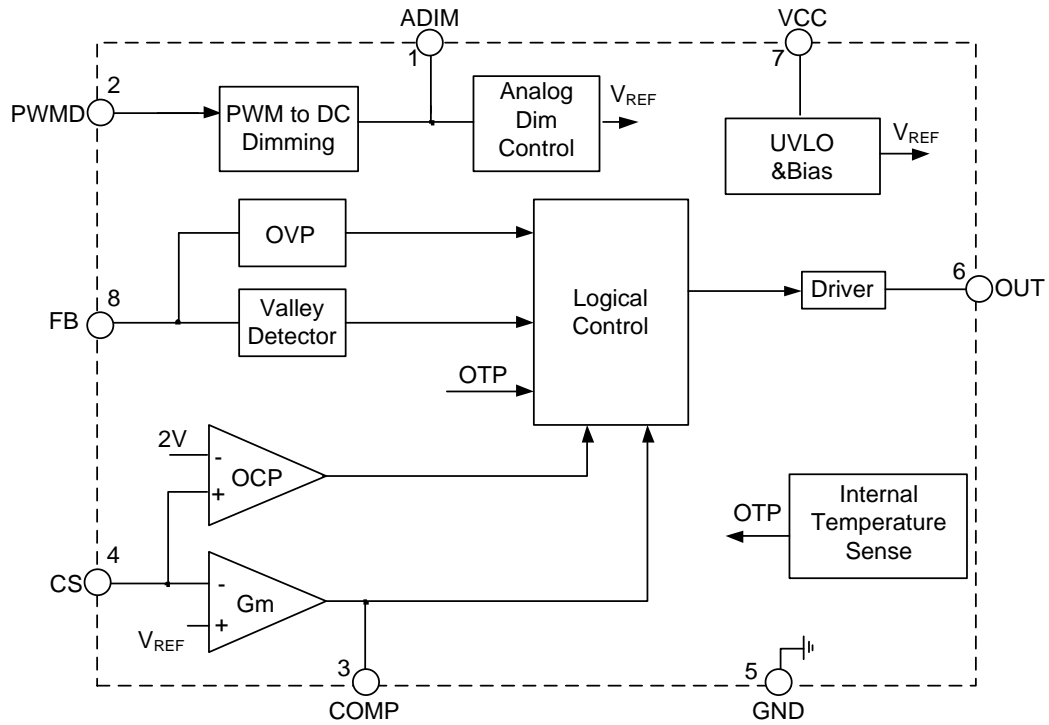 ADIM
VCC
1
7
2
PWMD
PWM to DC
Dimming
Analog
Dim
Control
VREF
UVLO
&Bias
VREF
OVP
8
FB
Valley
Detector
Logical
Control
Driver
6
OUT
OTP
2V
-
+
OCP
OTP
Internal
Temperature
Sense
4
CS
-
+
Gm
VREF
3
COMP
5
GND